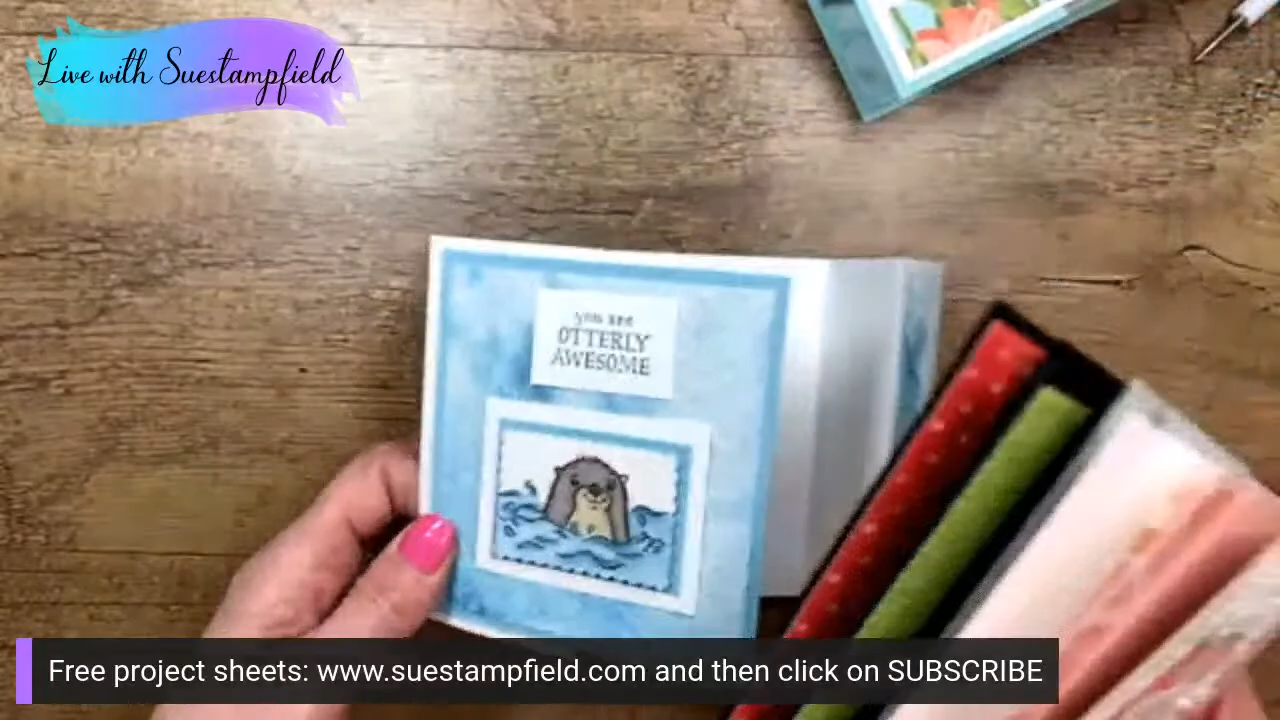 Live with Suestampfield
you are
OTTERLY
AWESOME
Free project sheets: www.suestampfield.com and then click on SUBSCRIBE